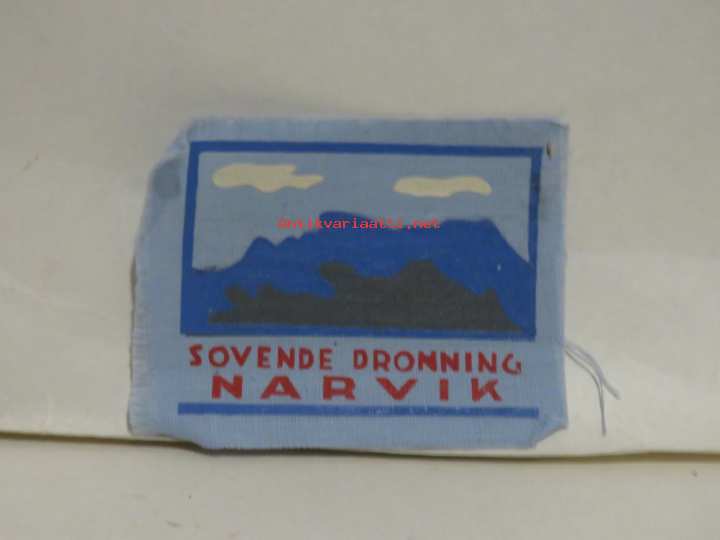 Antikvariaatti.net
SOVENDE DRONNING
NARVIK